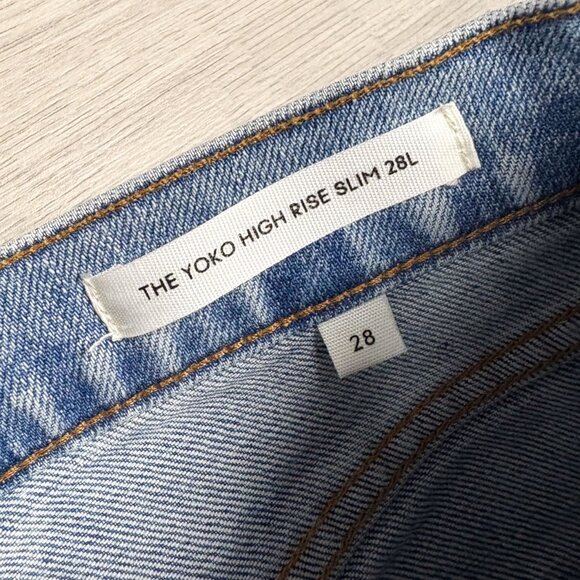 THE YOKO HIGH RISE SLIM 28L
28